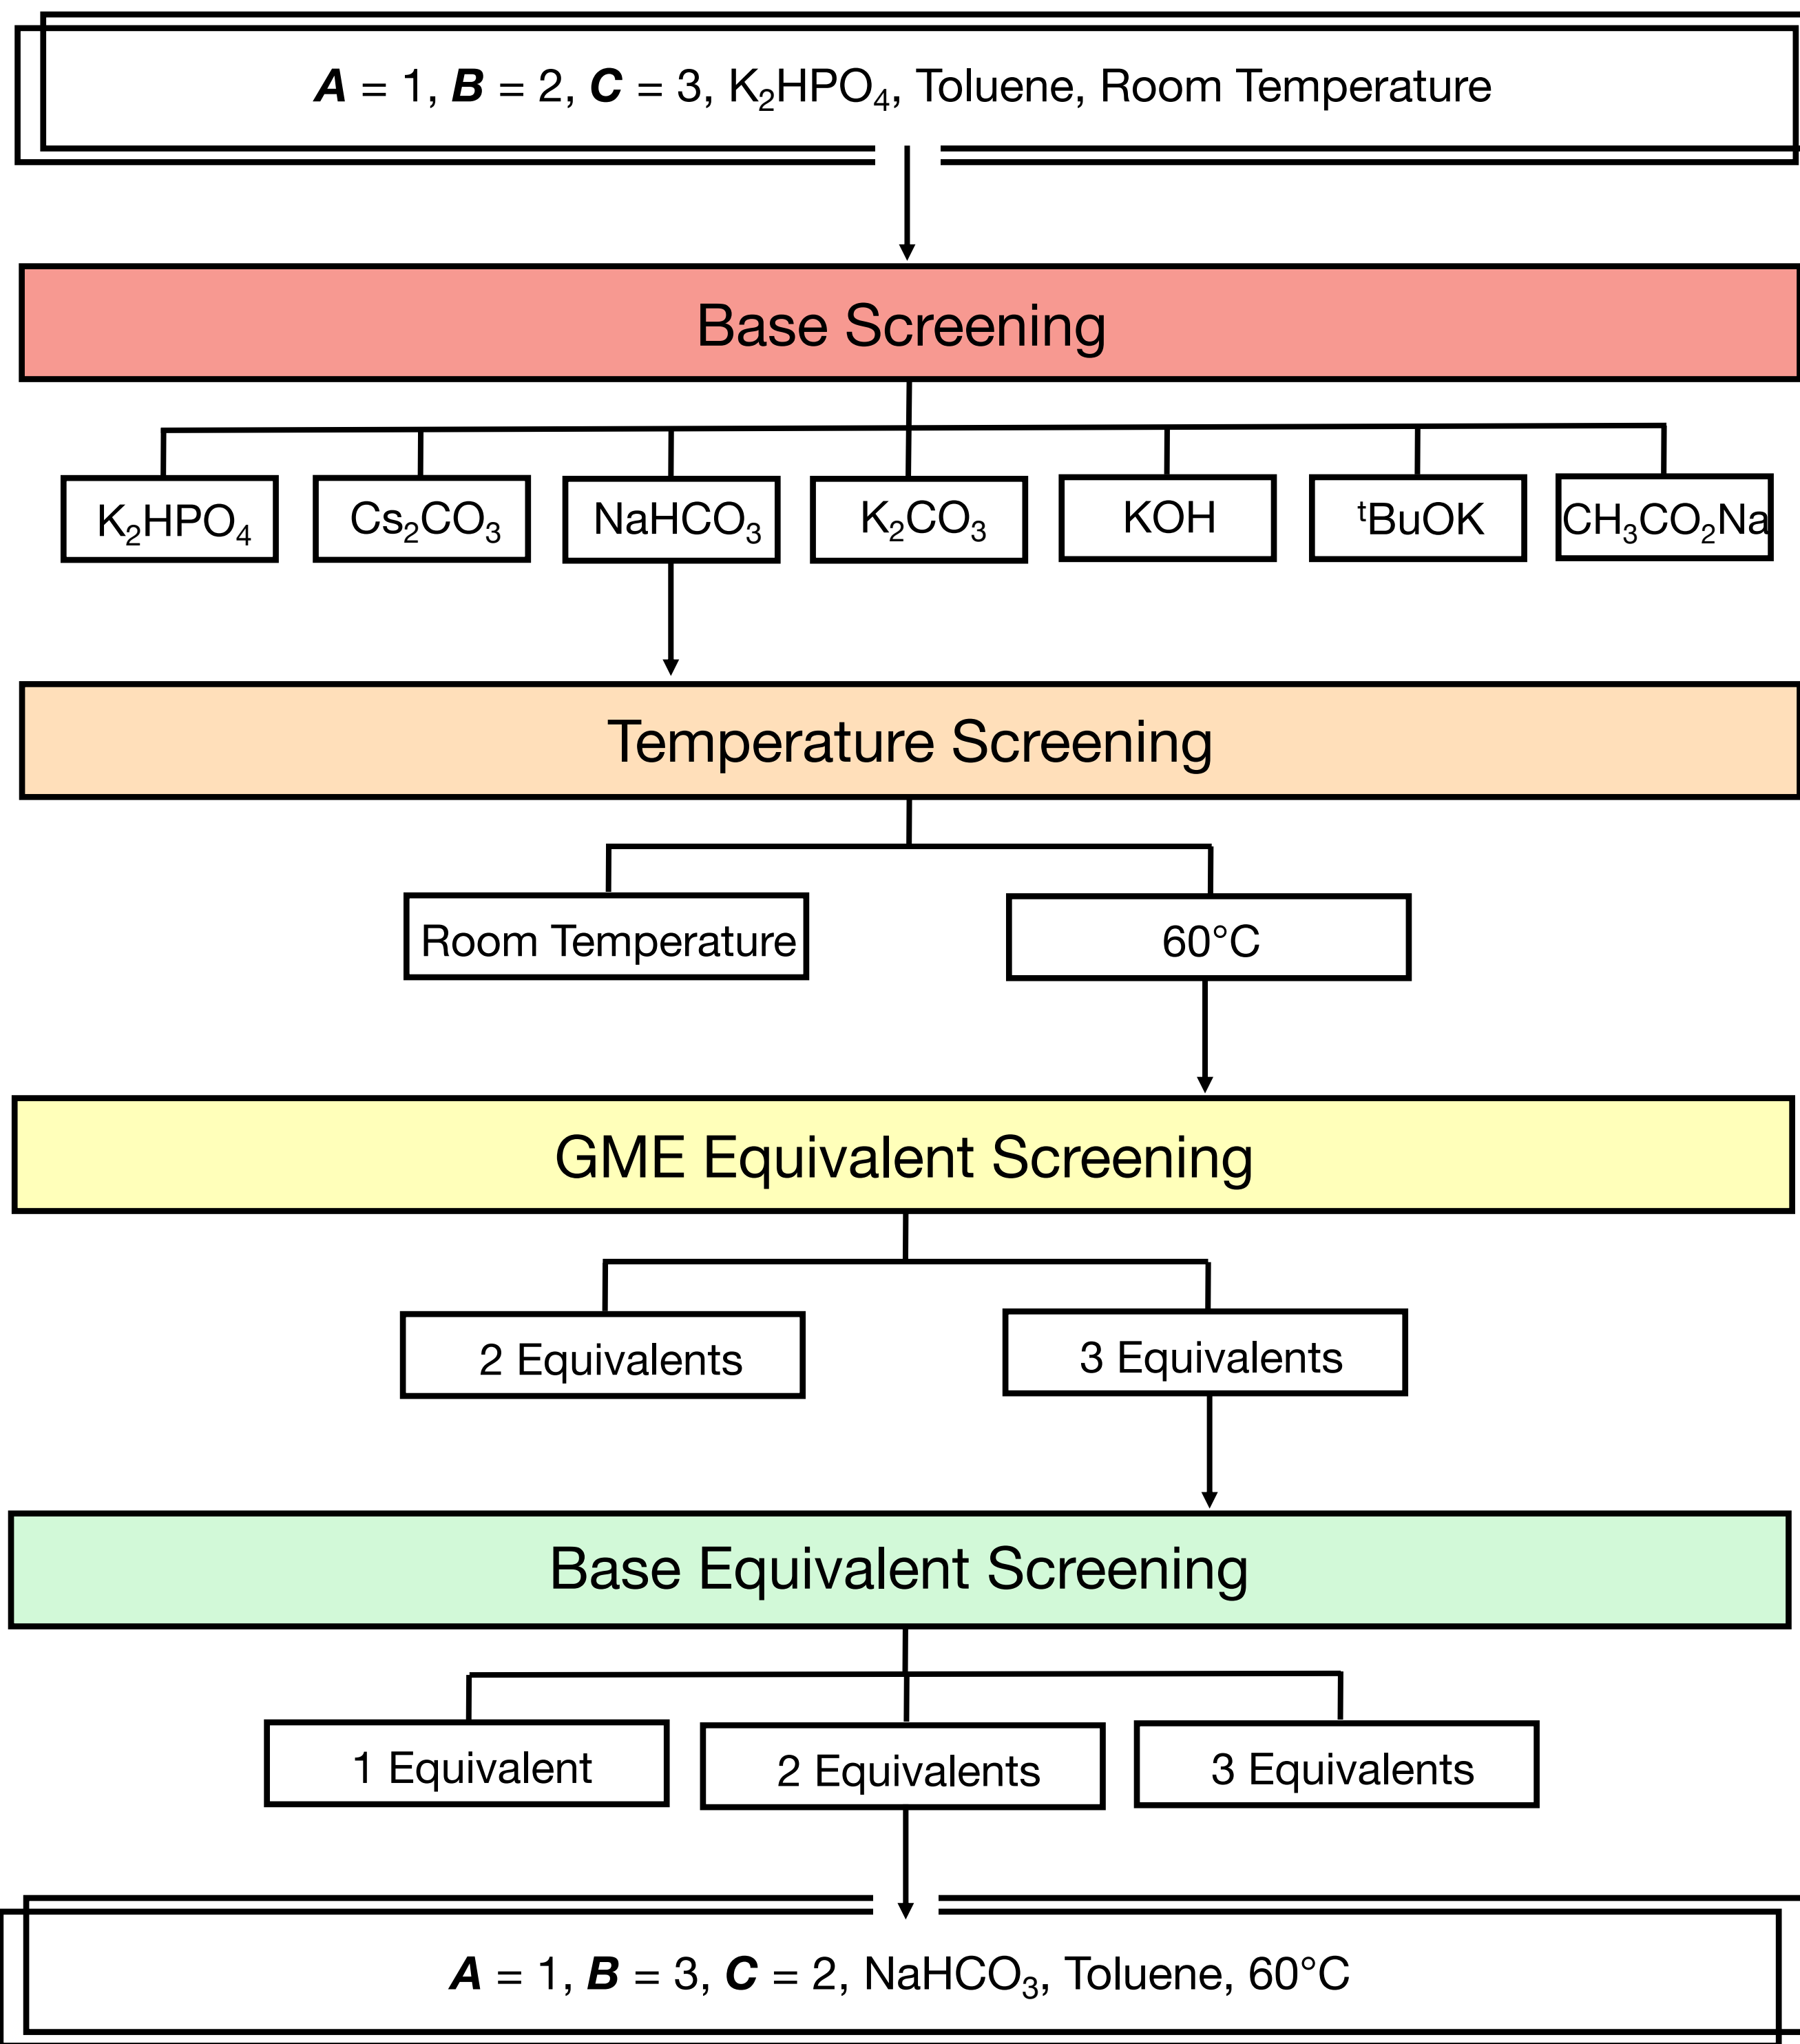 A = 1, B = 2, C = 3, K₂HPO₄, Toluene, Room Temperature
Base Screening
K₂HPO₄
Cs₂CO₃
NaHCO₃
K₂CO₃
KOH
ᵗBuOK
CH₃CO₂Na
Temperature Screening
Room Temperature
60°C
GME Equivalent Screening
2 Equivalents
3 Equivalents
Base Equivalent Screening
1 Equivalent
2 Equivalents
3 Equivalents
A = 1, B = 3, C = 2, NaHCO₃, Toluene, 60°C